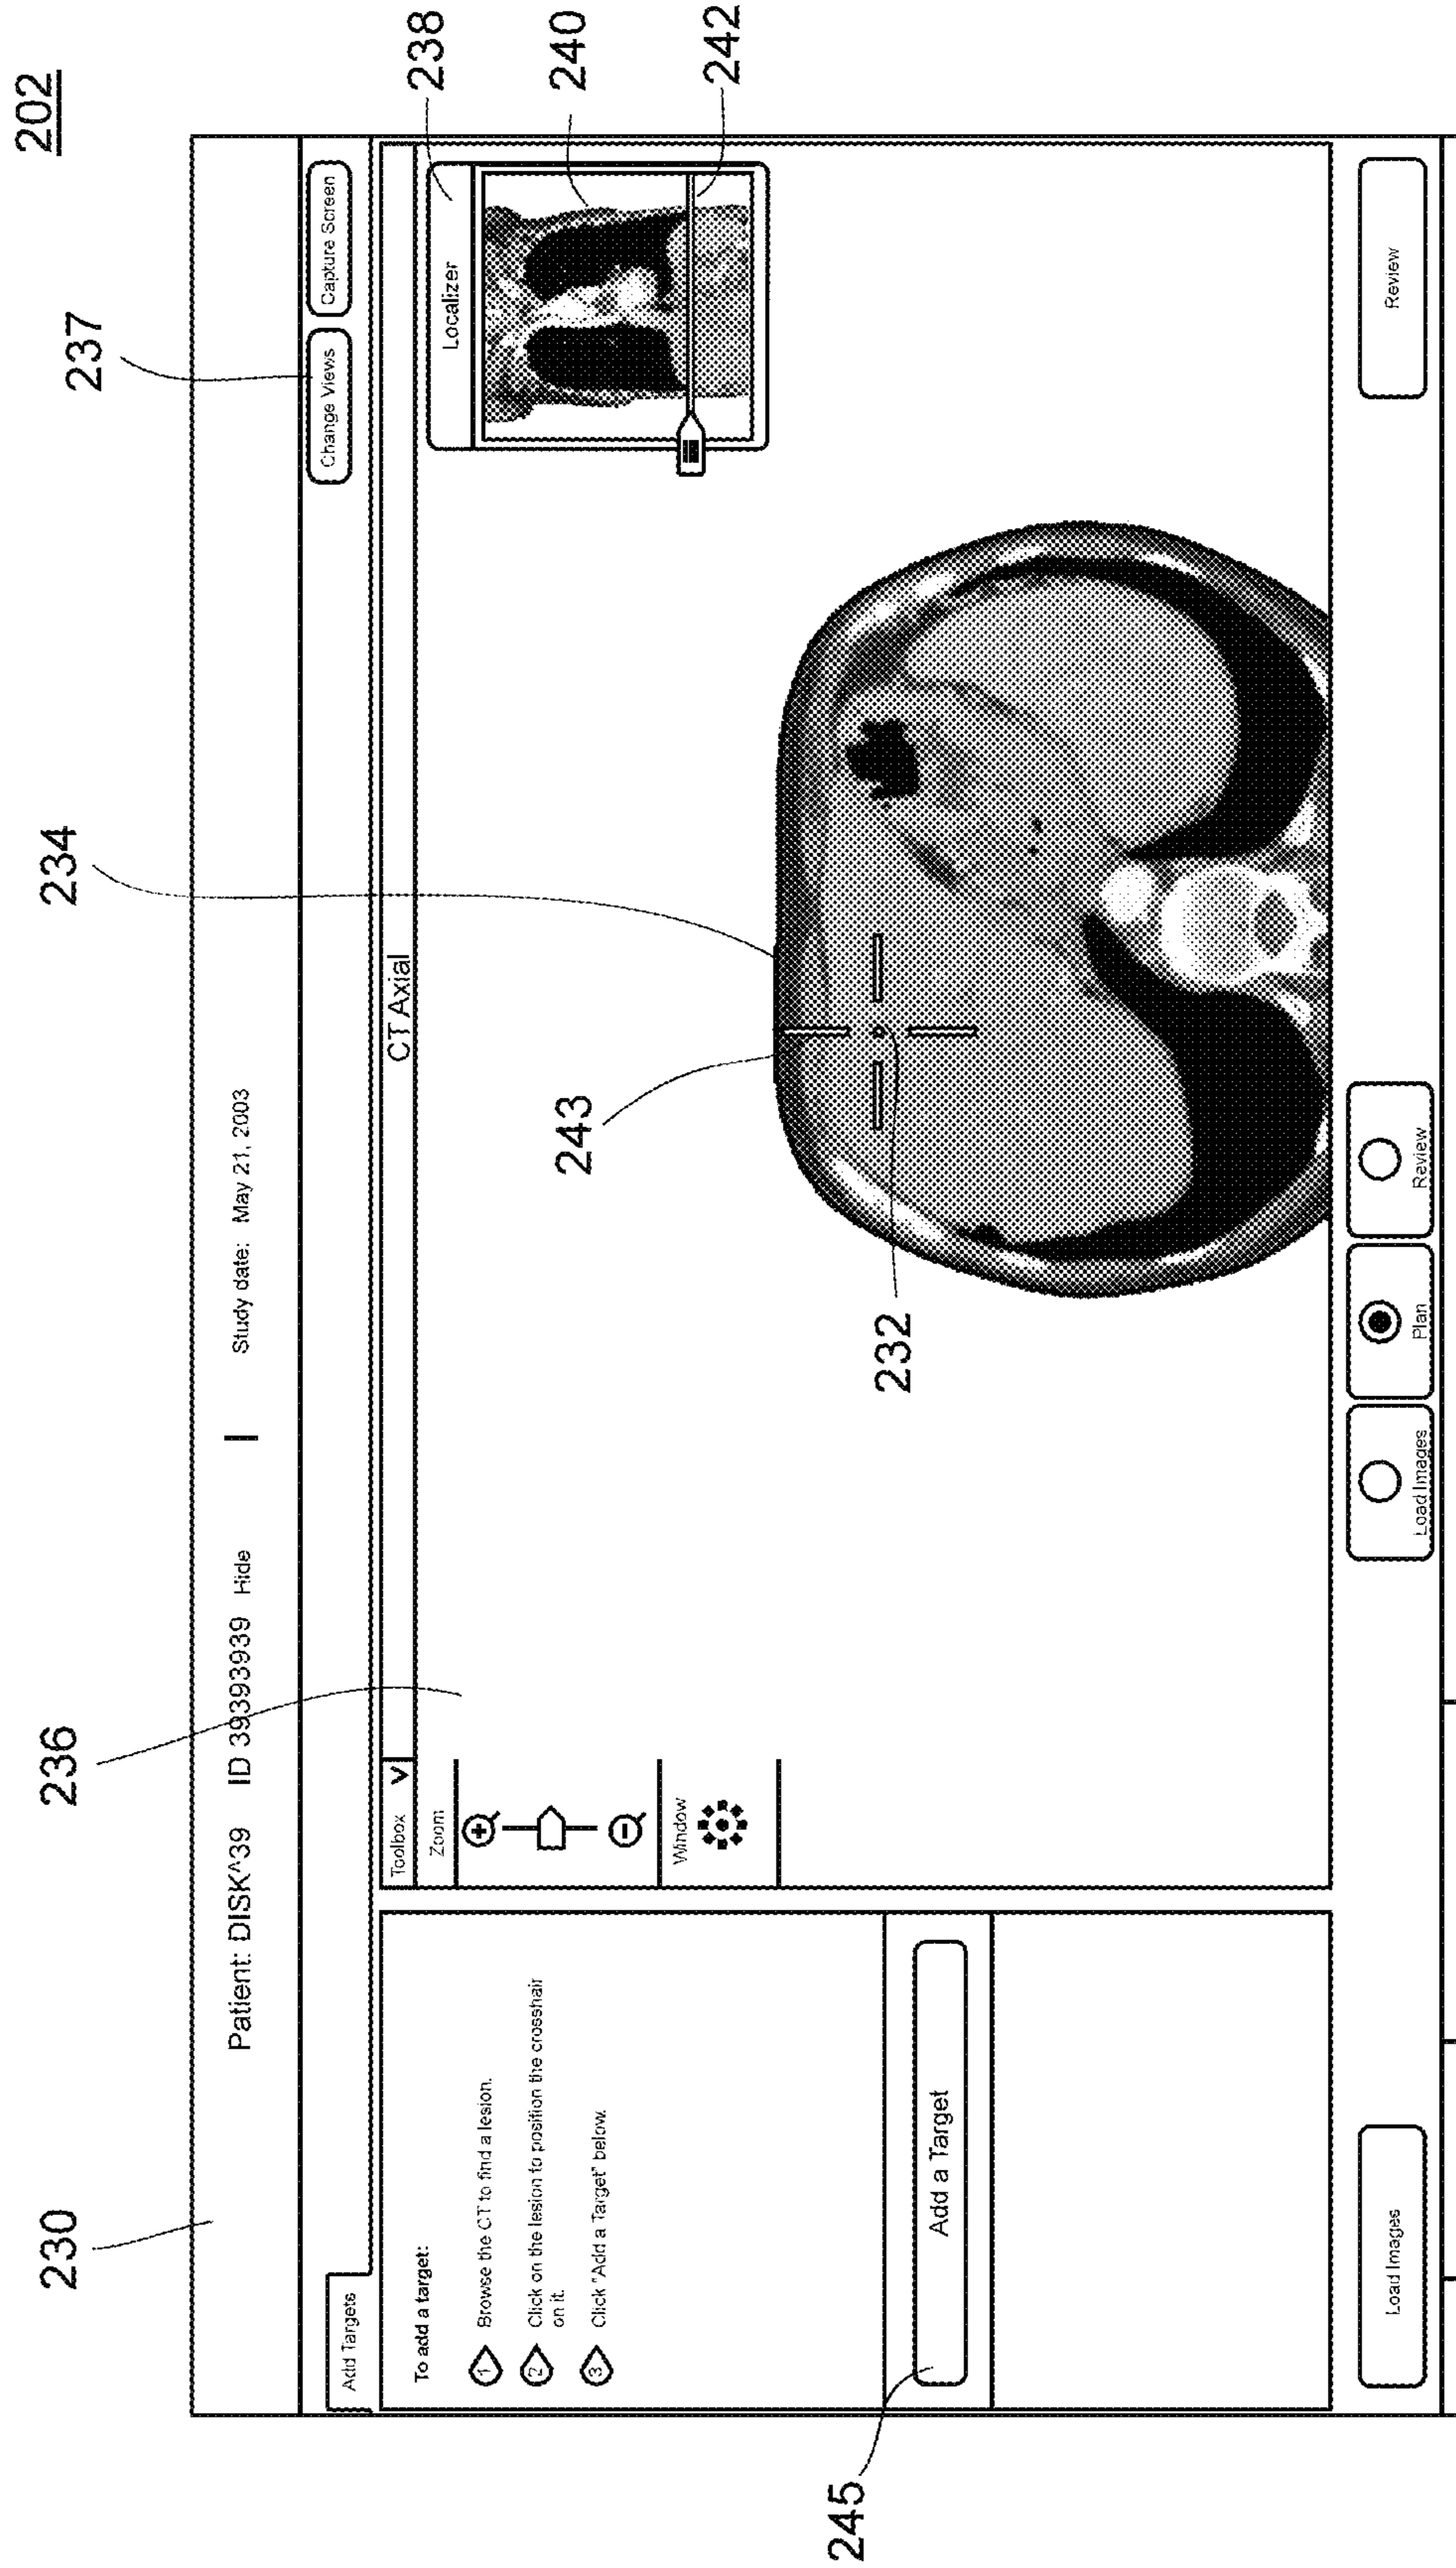 202
230
236
234
237
Patient: DISK^39 ID 39393939 Hide | Study date: May 21, 2003
Add Targets
Change Views
Capture Screen
238
240
242
To add a target:
1 Browse the CT to find a lesion.
2 Click on the lesion to position the crosshair
on it.
3 Click "Add a Target" below.
Add a Target
245
Toolbox
CT Axial
Zoom
Window
Localizer
243
232
Load Images
Load Images
Plan
Review
Review